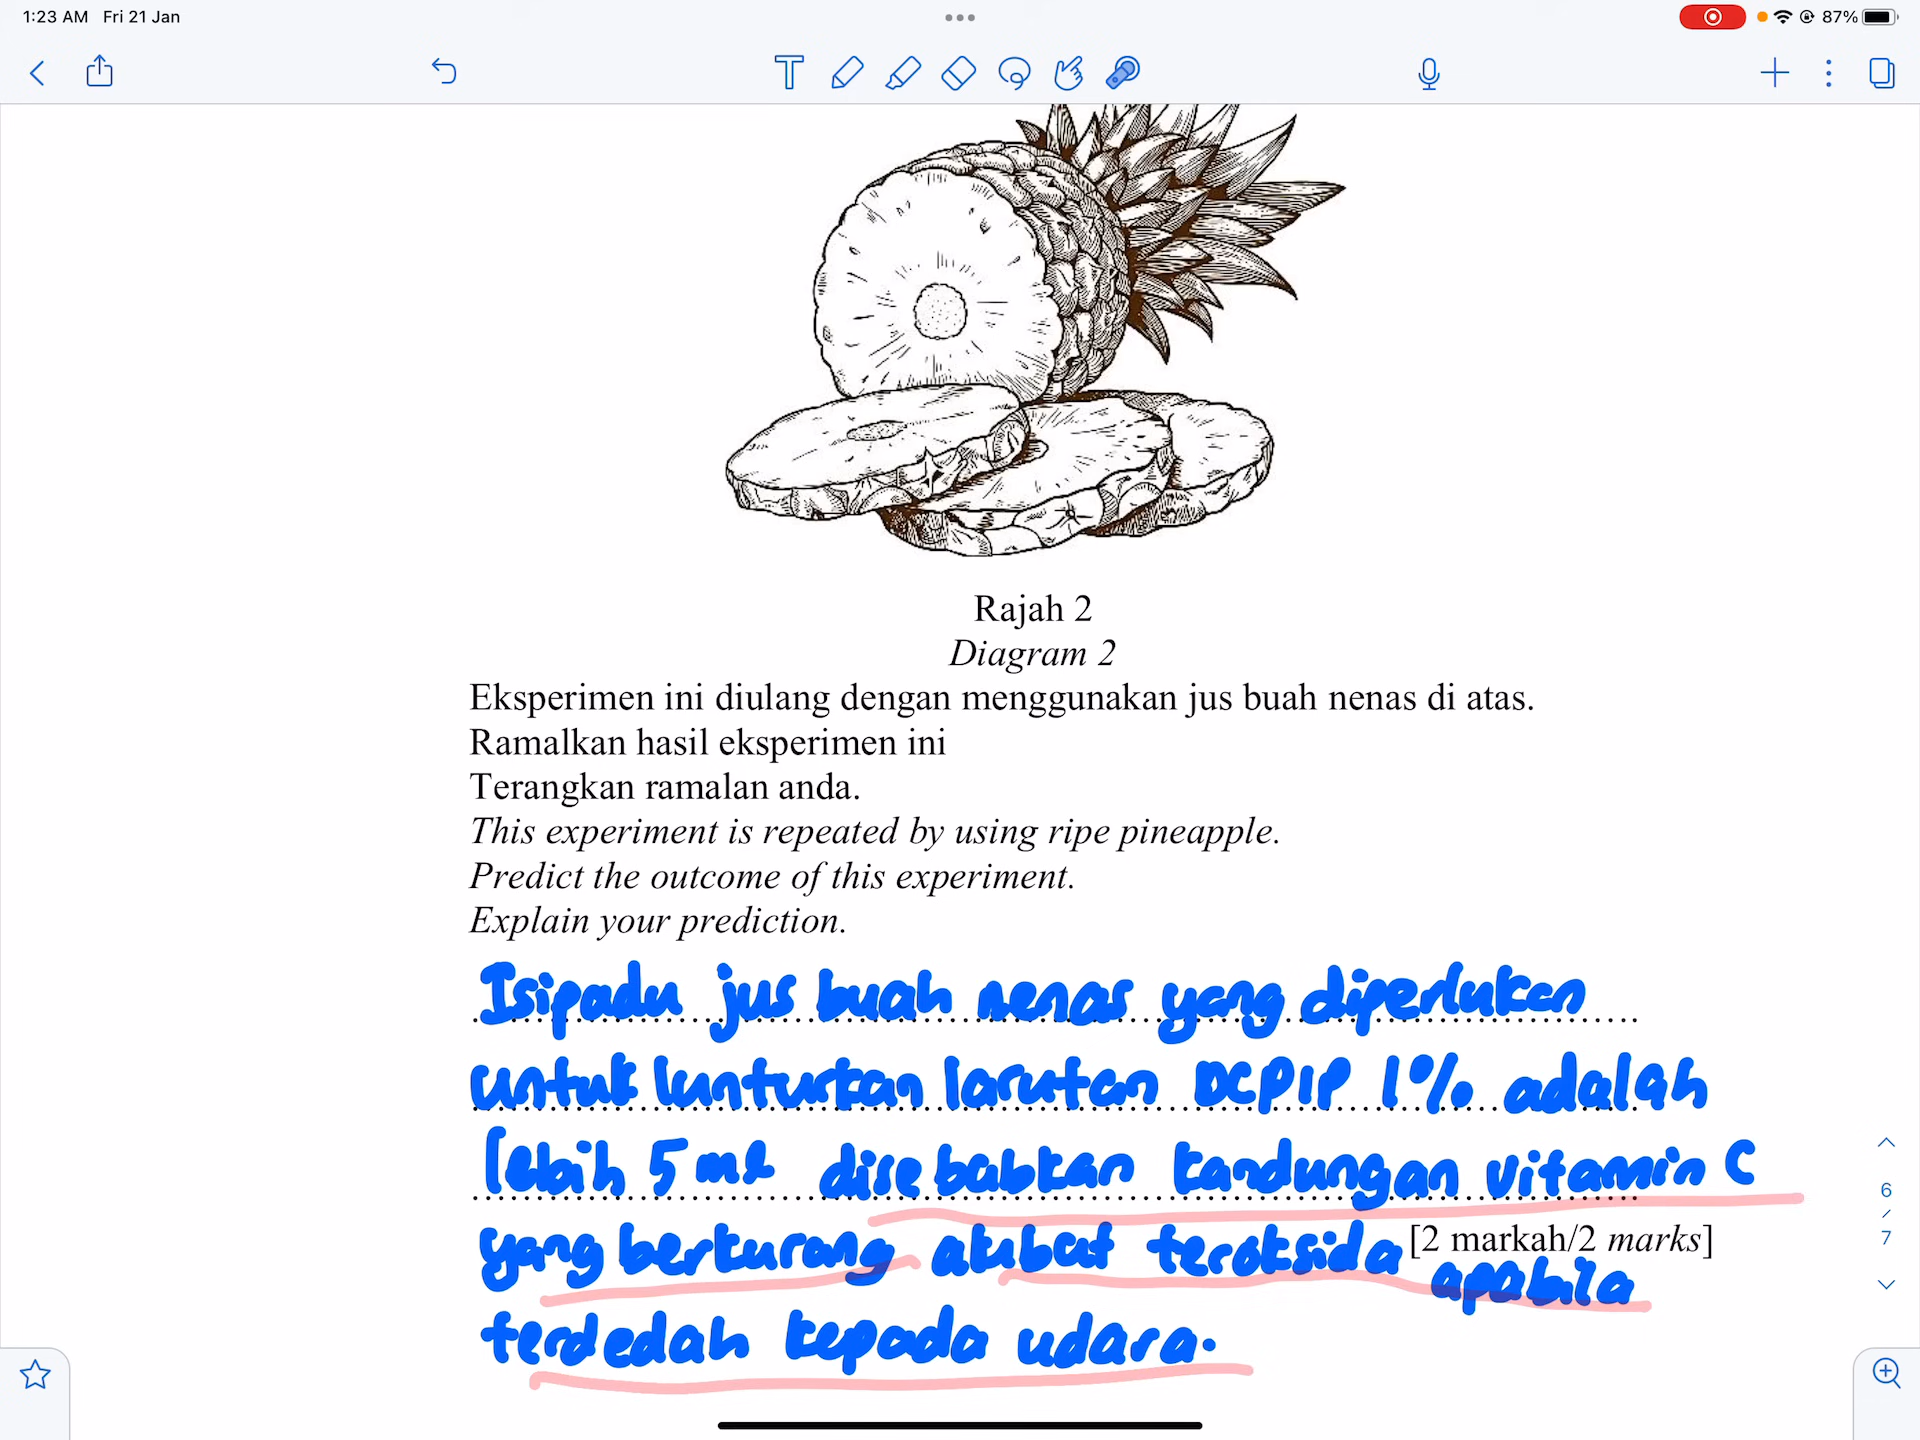 1:23 AM Fri 21 Jan
87%
Rajah 2
Diagram 2
Eksperimen ini diulang dengan menggunakan jus buah nenas di atas.
Ramalkan hasil eksperimen ini
Terangkan ramalan anda.
This experiment is repeated by using ripe pineapple.
Predict the outcome of this experiment.
Explain your prediction.
Isipadu jus buah nenas yang diperlukan
untuk lunturkan larutan DCPIP 1% adalah
lebih 5 ml disebabkan kandungan vitamin C
yang berkurang akibat teroksida [2 markah/2 marks]
apabila
terdedah kepada udara.
6
/
7